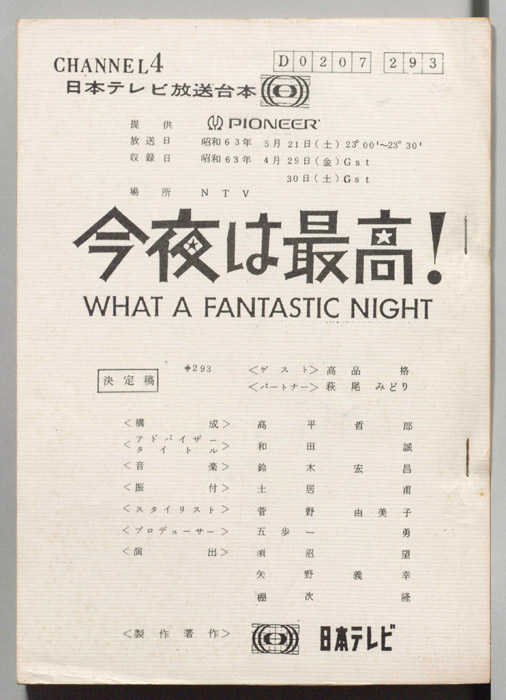 CHANNEL4
D0207 293
日本テレビ放送台本
提供 PIONEER
放送日 昭和63年 5月21日(土) 23°00'~23°30'
収録日 昭和63年 4月29日(金)Gst
30日(土)Gst
場所 NTV
今夜は最高!
WHAT A FANTASTIC NIGHT
決定稿
#293
<ゲスト> 高品格
<パートナー> 萩尾みどり
<構成> 高平哲郎
<アドバイザー
タイトル> 和田誠
<音楽> 鈴木宏昌
<振付> 土居甫
<スタイリスト> 菅野由美子
<プロデューサー> 五歩一勇
<演出> 須沼望
矢野義幸
棚次隆
<製作著作> 日本テレビ